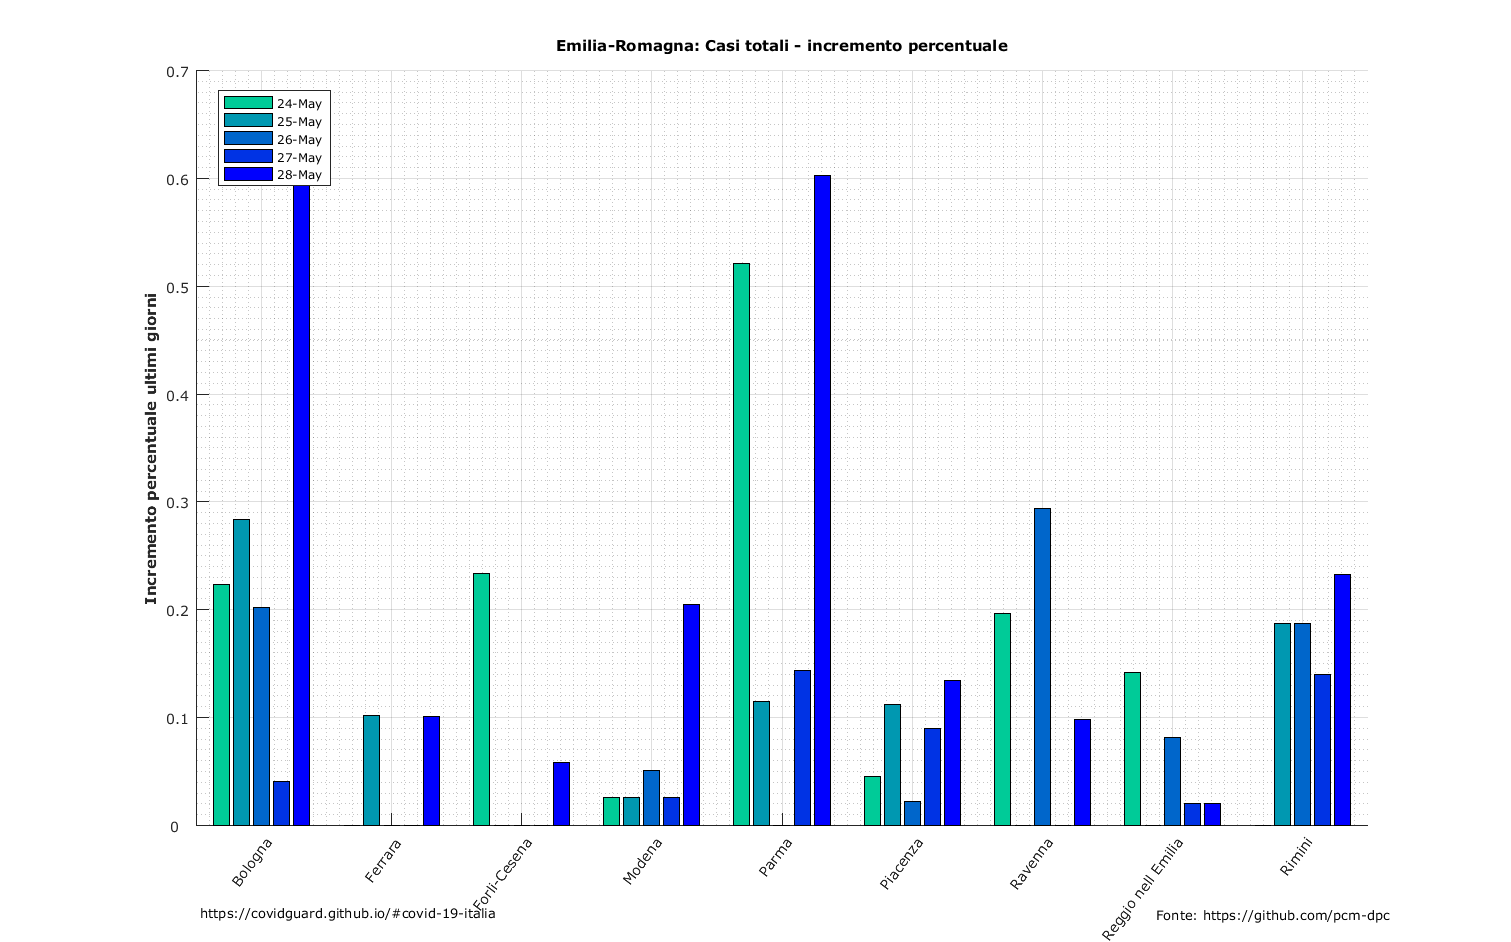 Emilia-Romagna: Casi totali - incremento percentuale
0.7
0.6
0.5
0.4
0.3
0.2
0.1
0
Incremento percentuale ultimi giorni
24-May
25-May
26-May
27-May
28-May
Bologna
Ferrara
Forlì-Cesena
Modena
Parma
Piacenza
Ravenna
Reggio nell Emilia
Rimini
https://covidguard.github.io/#covid-19-italia
Fonte: https://github.com/pcm-dpc